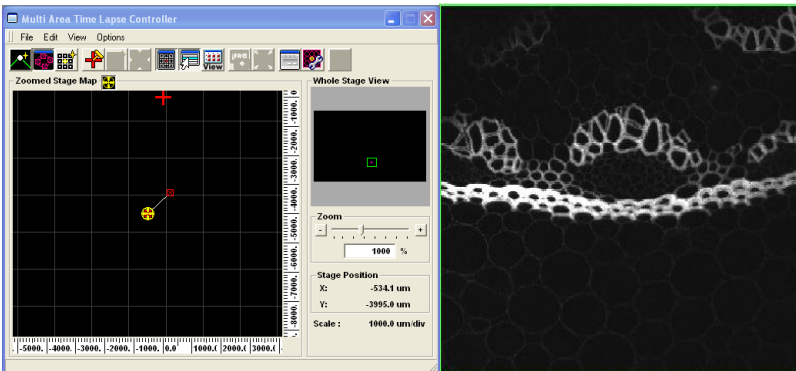 Multi Area Time Lapse Controller
File Edit View Options
View
Zoomed Stage Map
Whole Stage View
0
-1000.
-2000.
-3000.
-4000.
-5000.
-6000.
-7000.
-8000.
-5000. -4000. -3000. -2000. -1000. 0.0 1000.( 2000.( 3000.(
Zoom
- +
1000 %
Stage Position
X: -534.1 um
Y: -3995.0 um
Scale : 1000.0 um/div